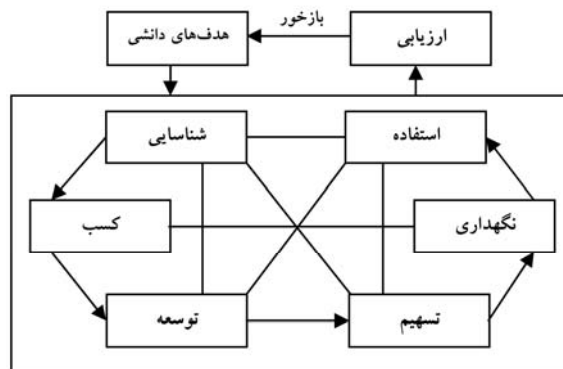 هدف‌های دانشی
بازخور
ارزیابی
شناسایی
استفاده
کسب
نگهداری
توسعه
تسهیم